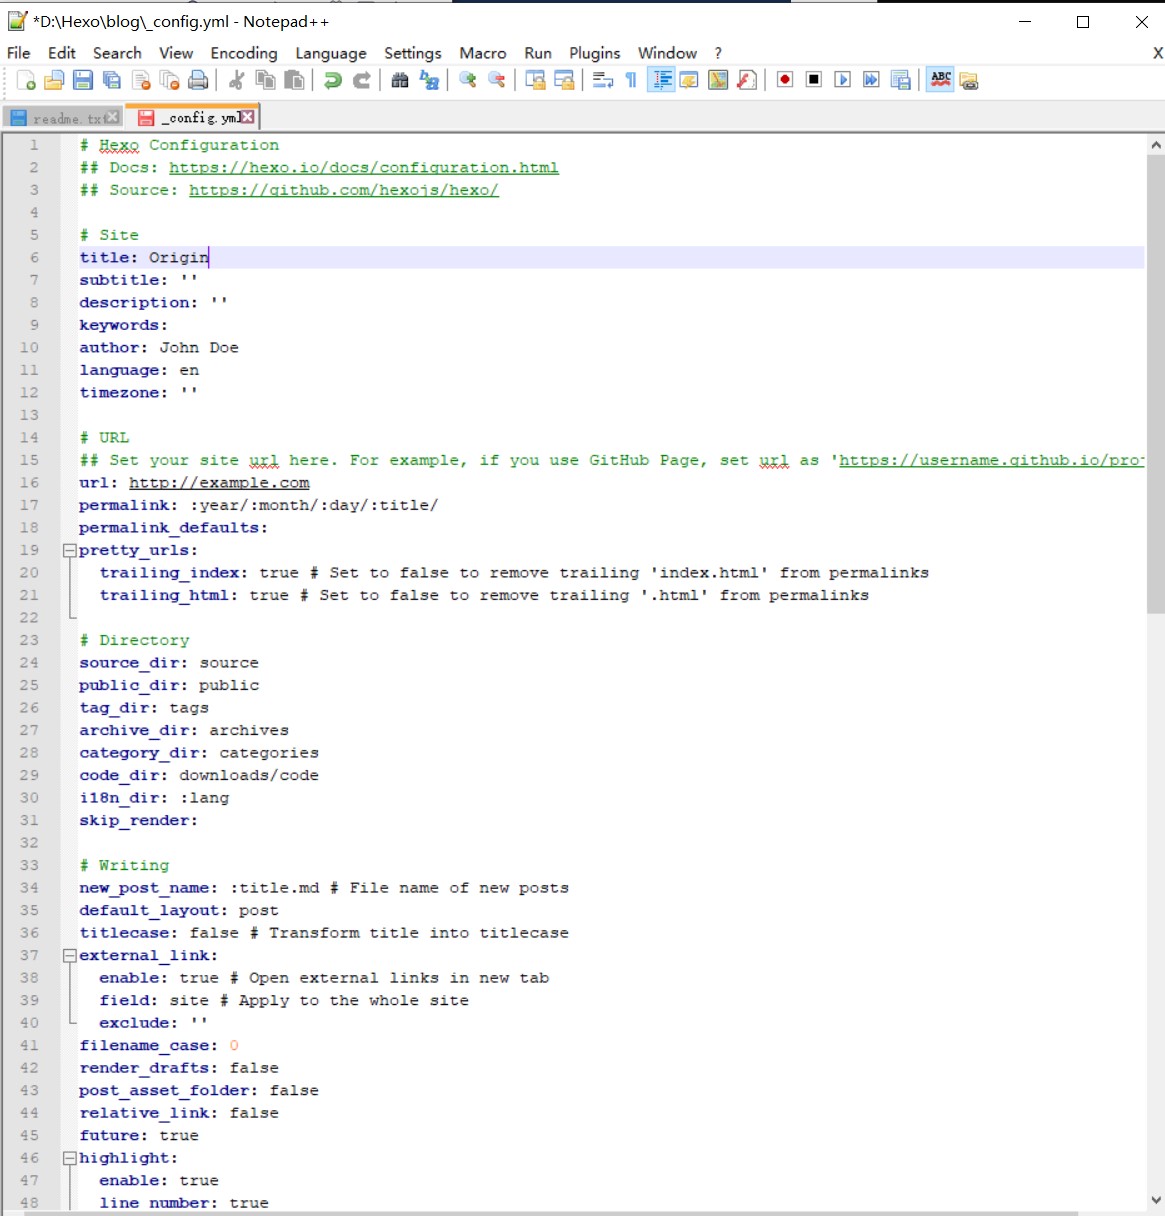 *D:\Hexo\blog\_config.yml - Notepad++
File Edit Search View Encoding Language Settings Macro Run Plugins Window ? X
readme.txt _config.yml
1 # Hexo Configuration
2 ## Docs: https://hexo.io/docs/configuration.html
3 ## Source: https://github.com/hexojs/hexo/
4
5 # Site
6 title: Origin
7 subtitle: ''
8 description: ''
9 keywords:
10 author: John Doe
11 language: en
12 timezone: ''
13
14 # URL
15 ## Set your site url here. For example, if you use GitHub Page, set url as 'https://username.github.io/pro
16 url: http://example.com
17 permalink: :year/:month/:day/:title/
18 permalink_defaults:
19 pretty_urls:
20 trailing_index: true # Set to false to remove trailing 'index.html' from permalinks
21 trailing_html: true # Set to false to remove trailing '.html' from permalinks
22
23 # Directory
24 source_dir: source
25 public_dir: public
26 tag_dir: tags
27 archive_dir: archives
28 category_dir: categories
29 code_dir: downloads/code
30 i18n_dir: :lang
31 skip_render:
32
33 # Writing
34 new_post_name: :title.md # File name of new posts
35 default_layout: post
36 titlecase: false # Transform title into titlecase
37 external_link:
38 enable: true # Open external links in new tab
39 field: site # Apply to the whole site
40 exclude: ''
41 filename_case: 0
42 render_drafts: false
43 post_asset_folder: false
44 relative_link: false
45 future: true
46 highlight:
47 enable: true
48 line_number: true